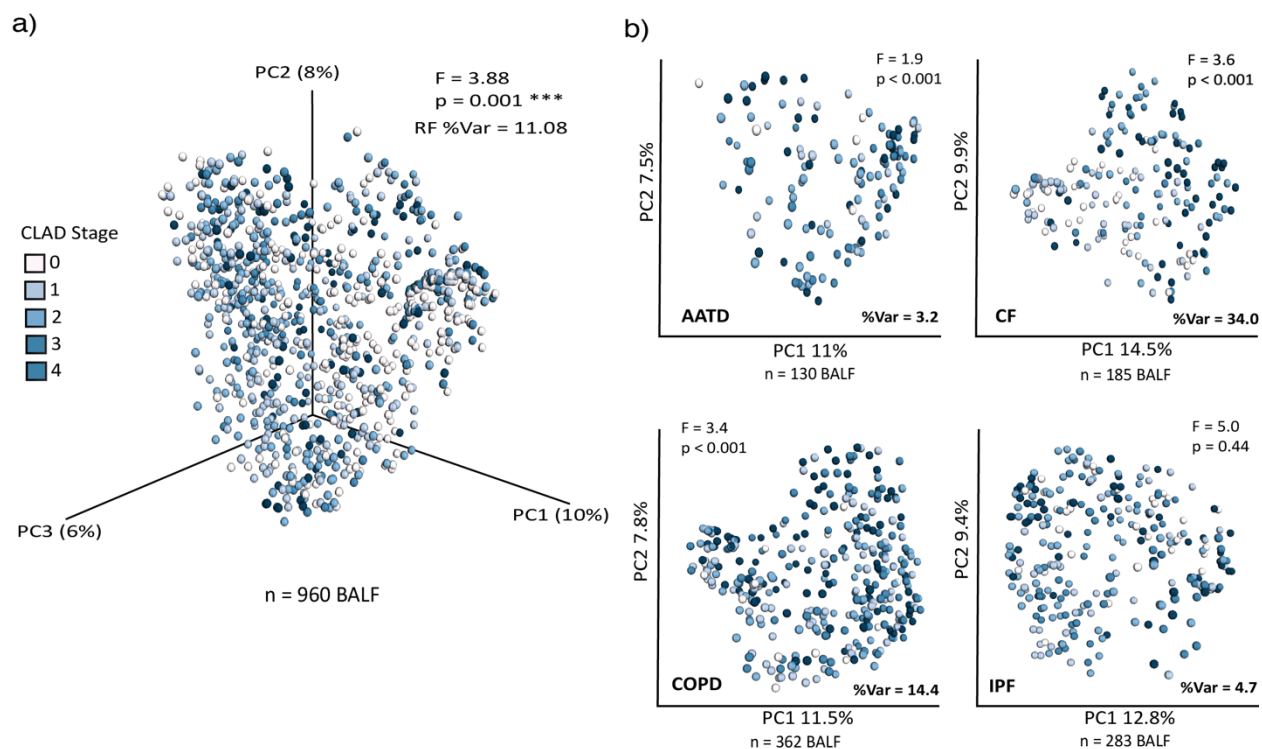 a)
PC2 (8%)
F = 3.88
p = 0.001 ***
RF %Var = 11.08
CLAD Stage
0
1
2
3
4
PC3 (6%)
PC1 (10%)
n = 960 BALF
b)
F = 1.9
p < 0.001
PC2 7.5%
AATD
%Var = 3.2
PC1 11%
n = 130 BALF
F = 3.6
p < 0.001
PC2 9.9%
CF
%Var = 34.0
PC1 14.5%
n = 185 BALF
F = 3.4
p < 0.001
PC2 7.8%
COPD
%Var = 14.4
PC1 11.5%
n = 362 BALF
F = 5.0
p = 0.44
PC2 9.4%
IPF
%Var = 4.7
PC1 12.8%
n = 283 BALF